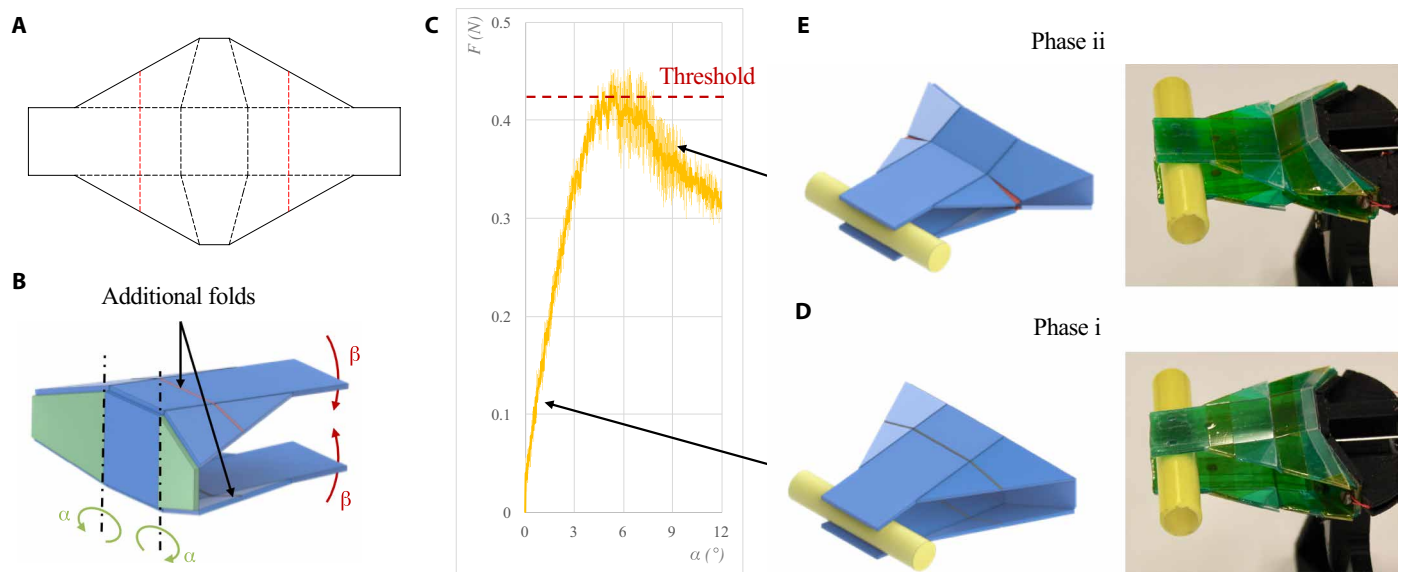 A
B
Additional folds
β
β
α
α
C
F (N)
0.5
0.4
0.3
0.2
0.1
0
Threshold
0 3 6 9 12
α (°)
E
Phase ii
D
Phase i